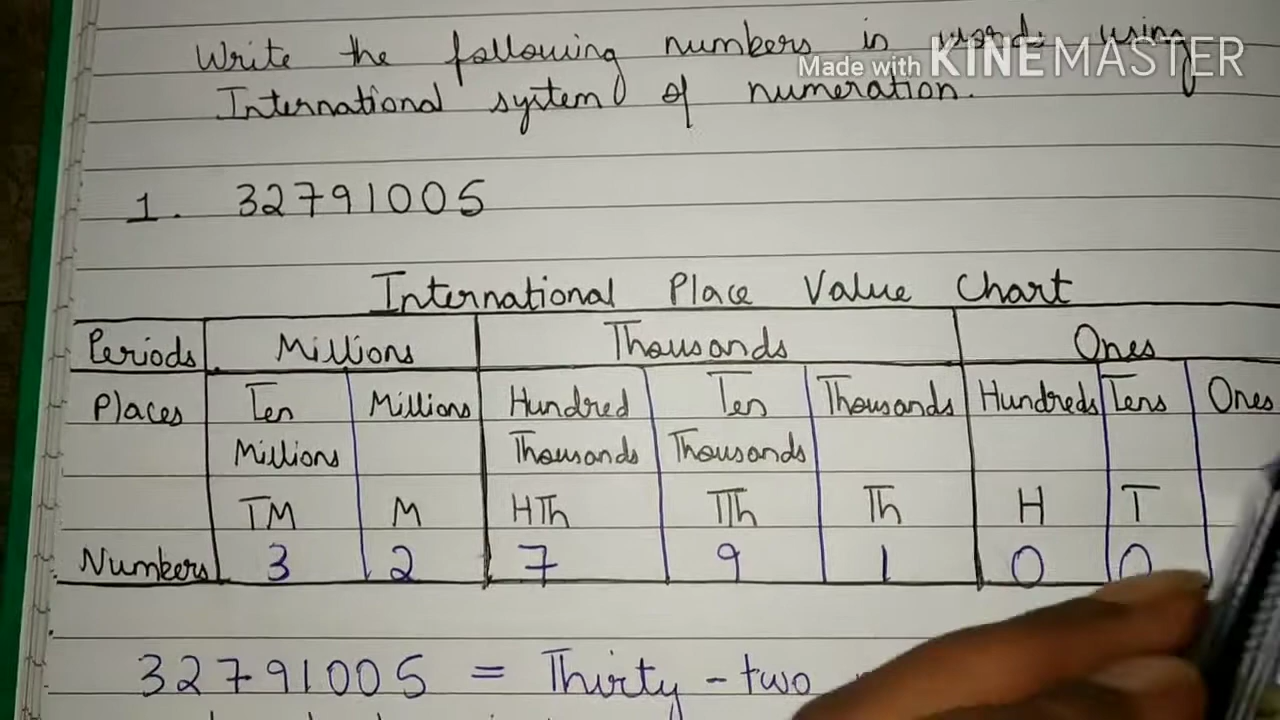 Write the following numbers in words using
Made with KINEMASTER
International system of numeration.
1. 32791005
International Place Value Chart
Periods Millions Thousands Ones
Places Ten Millions Hundred Ten Thousands Hundreds Tens Ones
Millions Thousands Thousands
TM M HTh TTh Th H T
Numbers 3 2 7 9 1 0 0
32791005 = Thirty-two